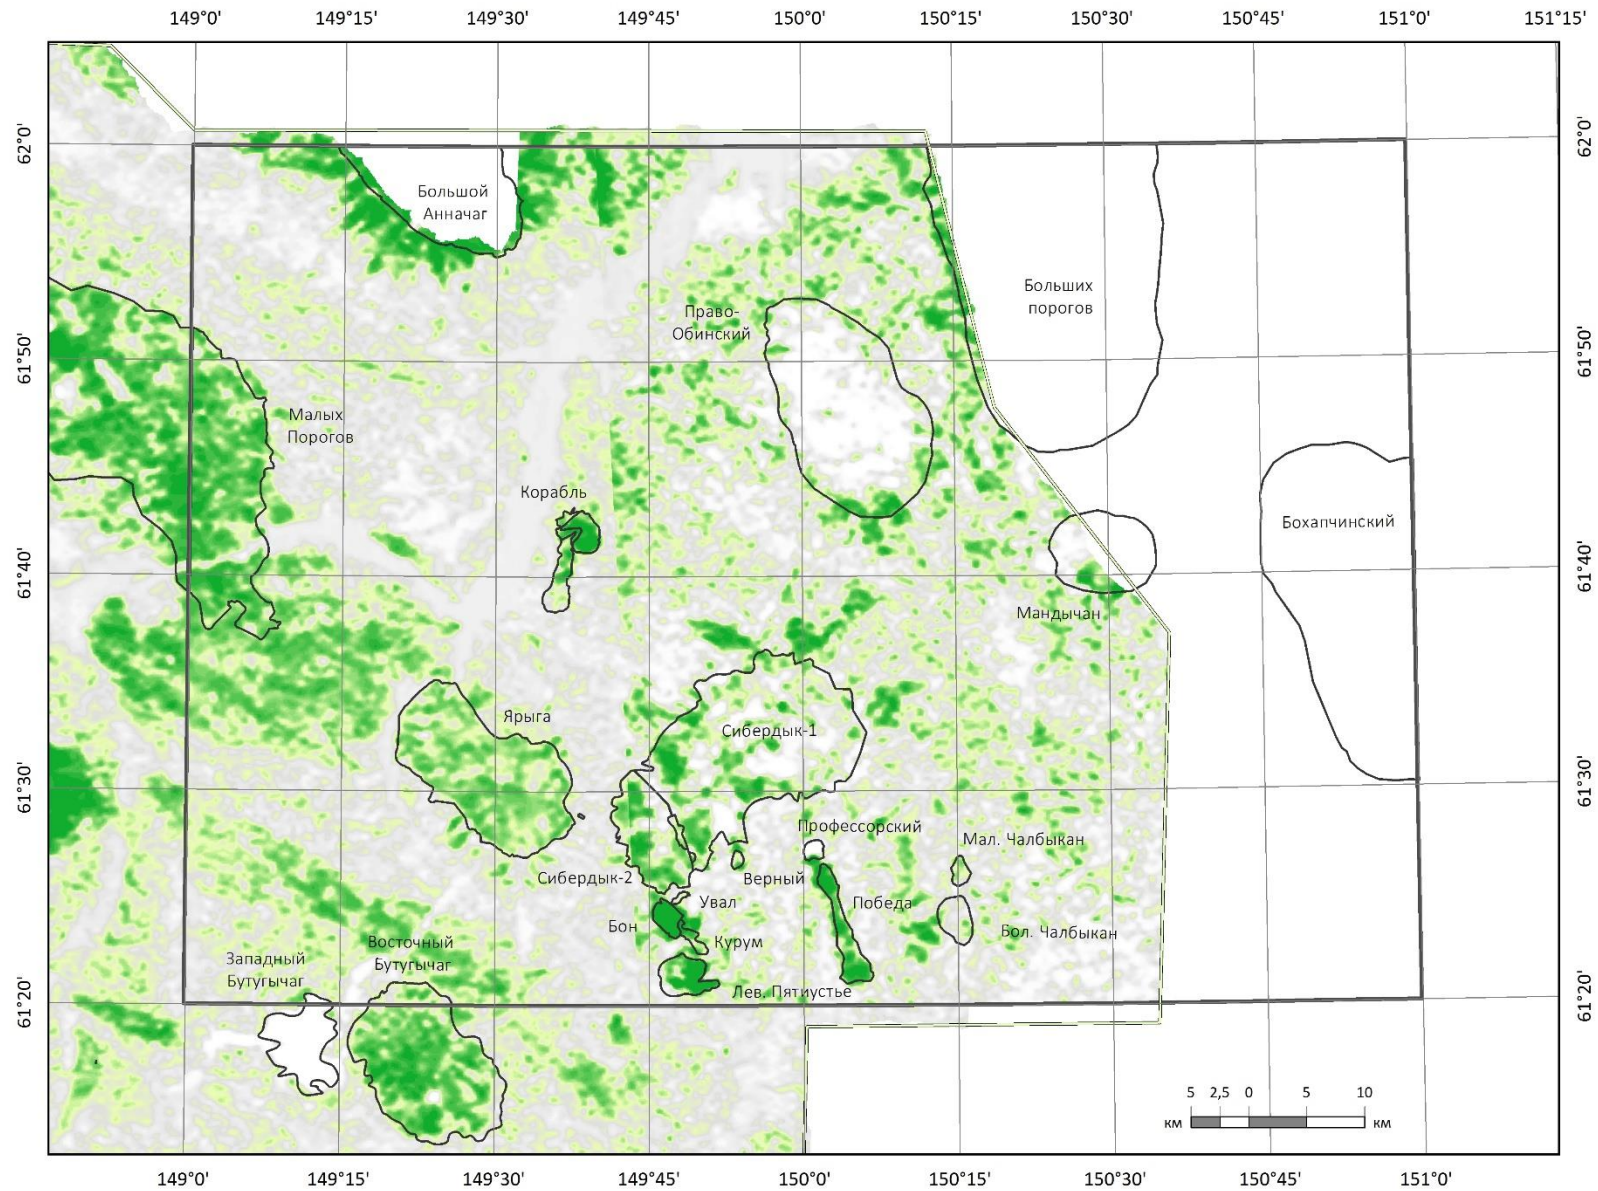 149°0' 149°15' 149°30' 149°45' 150°0' 150°15' 150°30' 150°45' 151°0' 151°15'
62°0' 62°0'
Большой
Анначаг
Больших
порогов
Право-
Обинский
61°50' 61°50'
Малых
Порогов
Корабль
Бохапчинский
61°40' 61°40'
Мандычан
Ярыга
Сибердык-1
61°30' 61°30'
Профессорский
Мал. Чалбыкан
Сибердык-2
Верный
Увал
Победа
Бон
Бол. Чалбыкан
Курум
Восточный
Бутугычаг
Западный
Бутугычаг
Лев. Пятиустье
61°20' 61°20'
5 2,5 0 5 10
км км
149°0' 149°15' 149°30' 149°45' 150°0' 150°15' 150°30' 150°45' 151°0'